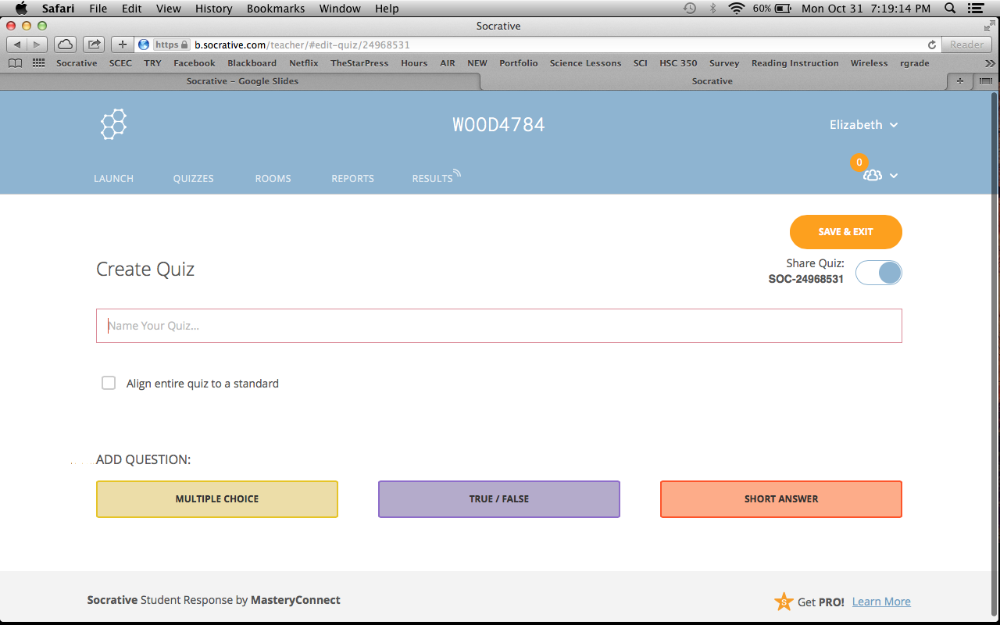 Safari File Edit View History Bookmarks Window Help 60% Mon Oct 31 7:19:14 PM
Socrative
https b.socrative.com/teacher/#edit-quiz/24968531 Reader
Socrative SCEC TRY Facebook Blackboard Netflix TheStarPress Hours AIR NEW Portfolio Science Lessons SCI HSC 350 Survey Reading Instruction Wireless rgrade
Socrative – Google Slides Socrative
WOOD4784 Elizabeth
0
LAUNCH QUIZZES ROOMS REPORTS RESULTS
SAVE & EXIT
Share Quiz:
Create Quiz
SOC-24968531
Name Your Quiz...
Align entire quiz to a standard
ADD QUESTION:
MULTIPLE CHOICE TRUE / FALSE SHORT ANSWER
Socrative Student Response by MasteryConnect S Get PRO! Learn More